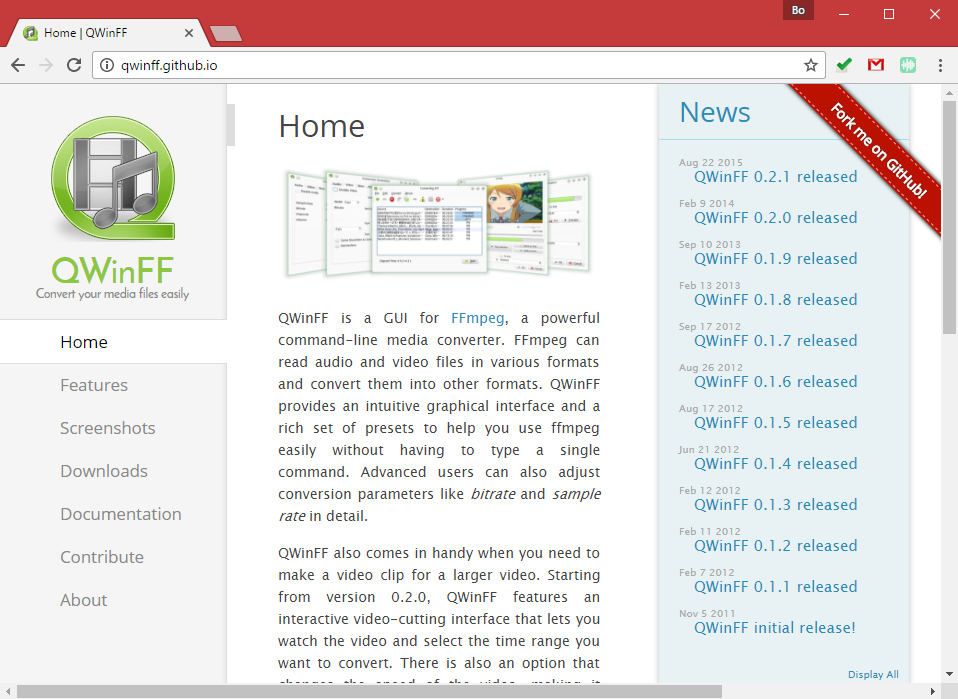 Bo
Home | QWinFF
qwinff.github.io
QWinFF
Convert your media files easily
Home
Features
Screenshots
Downloads
Documentation
Contribute
About
Home
QWinFF is a GUI for FFmpeg, a powerful
command-line media converter. FFmpeg can
read audio and video files in various formats
and convert them into other formats. QWinFF
provides an intuitive graphical interface and a
rich set of presets to help you use ffmpeg
easily without having to type a single
command. Advanced users can also adjust
conversion parameters like bitrate and sample
rate in detail.
QWinFF also comes in handy when you need to
make a video clip for a larger video. Starting
from version 0.2.0, QWinFF features an
interactive video-cutting interface that lets you
watch the video and select the time range you
want to convert. There is also an option that
changes the speed of the video, making it
News
Fork me on GitHub!
Aug 22 2015
QWinFF 0.2.1 released
Feb 9 2014
QWinFF 0.2.0 released
Sep 10 2013
QWinFF 0.1.9 released
Feb 13 2013
QWinFF 0.1.8 released
Sep 17 2012
QWinFF 0.1.7 released
Aug 26 2012
QWinFF 0.1.6 released
Aug 17 2012
QWinFF 0.1.5 released
Jun 21 2012
QWinFF 0.1.4 released
Feb 12 2012
QWinFF 0.1.3 released
Feb 11 2012
QWinFF 0.1.2 released
Feb 7 2012
QWinFF 0.1.1 released
Nov 5 2011
QWinFF initial release!
Display All